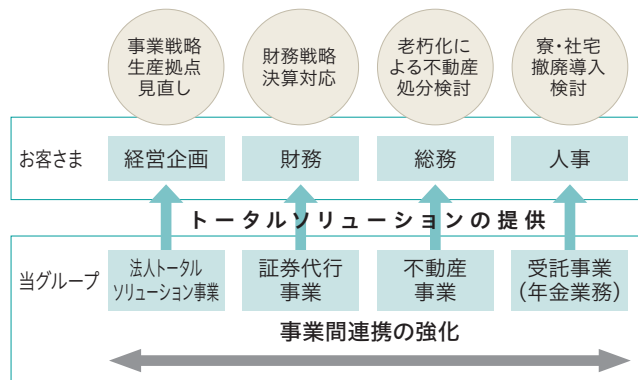 事業戦略
生産拠点
見直し
財務戦略
決算対応
老朽化に
よる不動産
処分検討
寮・社宅
撤廃導入
検討
お客さま
経営企画
財務
総務
人事
トータルソリューションの提供
当グループ
法人トータル
ソリューション事業
証券代行
事業
不動産
事業
受託事業
(年金業務)
事業間連携の強化